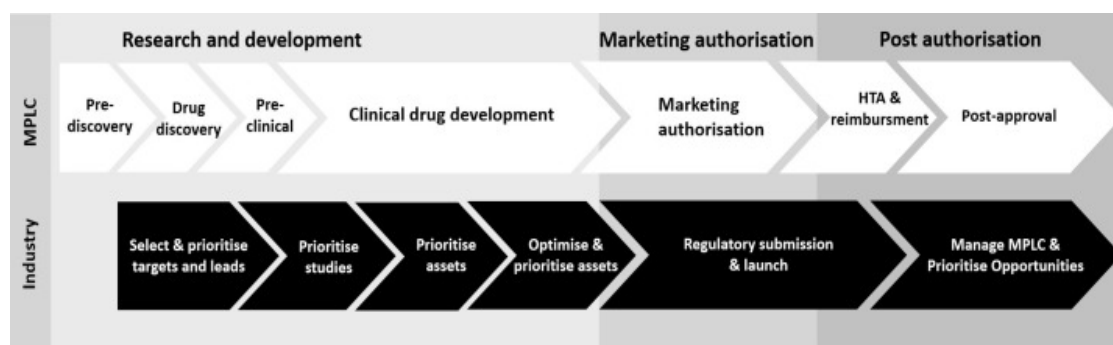 Research and development
Marketing authorisation
Post authorisation
MPLC
Pre-
discovery
Drug
discovery
Pre-
clinical
Clinical drug development
Marketing
authorisation
HTA &
reimbursment
Post-approval
Industry
Select & prioritise
targets and leads
Prioritise
studies
Prioritise
assets
Optimise &
prioritise assets
Regulatory submission
& launch
Manage MPLC &
Prioritise Opportunities